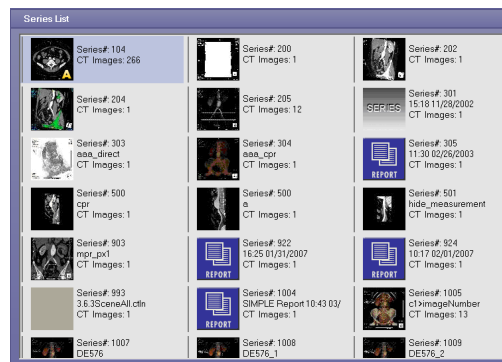 Series List
Series#: 104
CT Images: 266
A
Series#: 200
CT Images: 1
Series#: 202
CT Images: 1
Series#: 204
CT Images: 1
Series#: 205
CT Images: 12
SERIES
Series#: 301
15:18 11/28/2002
CT Images: 1
Series#: 303
aaa_direct
CT Images: 1
Series#: 304
aaa_cpr
CT Images: 1
REPORT
Series#: 305
11:30 02/26/2003
CT Images: 1
Series#: 500
cpr
CT Images: 1
Series#: 500
a
CT Images: 1
Series#: 501
hide_measurement
CT Images: 1
Series#: 903
mpr_px1
CT Images: 1
REPORT
Series#: 922
16:25 01/31/2007
CT Images: 1
REPORT
Series#: 924
10:17 02/01/2007
CT Images: 1
Series#: 993
3.6.3SceneAll.ctln
CT Images: 1
REPORT
Series#: 1004
SIMPLE Report 10:43 03/
CT Images: 1
Series#: 1005
c1>imageNumber
CT Images: 13
Series#: 1007
DE576
Series#: 1008
DE576_1
Series#: 1009
DE576_2